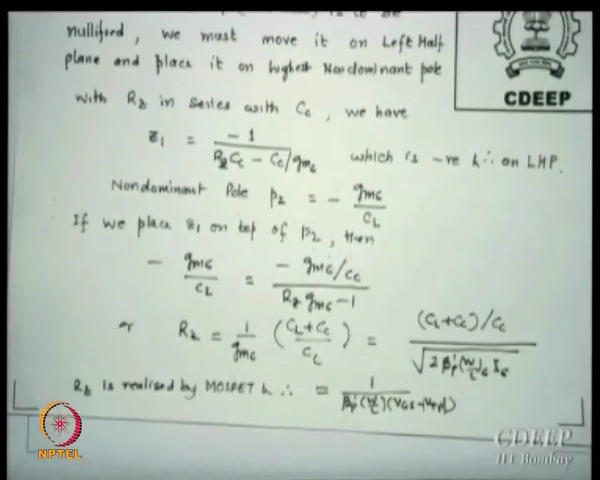 nullified, we must move it on Left Half
plane and place it on highest Nondominant pole
CDEEP
with Rz in series with Cc, we have
z1 = -1 / (RzCc - Cc/gm6) which is -ve & ∴ on LHP.
Nondominant Pole p2 = - gm6 / CL
If we place z1 on top of p2, then
- gm6 / CL = (- gm6/Cc) / (Rz gm6 - 1)
or Rz = 1/gm6 ((CL+Cc)/CL) = ((CL+Cc)/Cc) / √(2 βp' (W/L)6 I6)
Rz is realised by MOSFET & ∴ = 1 / (βp' (W/L)(VGS-VTp))
NPTEL
CDEEP
IIT Bombay